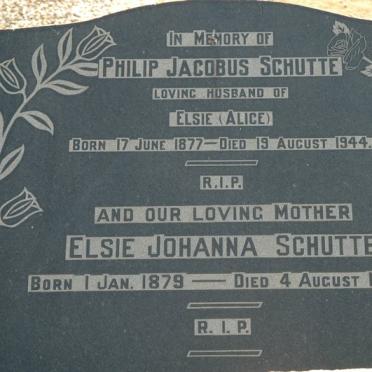 IN MEMORY OF
PHILIP JACOBUS SCHUTTE
LOVING HUSBAND OF
ELSIE (ALICE)
BORN 17 JUNE 1877—DIED 19 AUGUST 1944.
R.I.P.
AND OUR LOVING MOTHER
ELSIE JOHANNA SCHUTTE
BORN 1 JAN. 1879 — DIED 4 AUGUST
R.I.P.